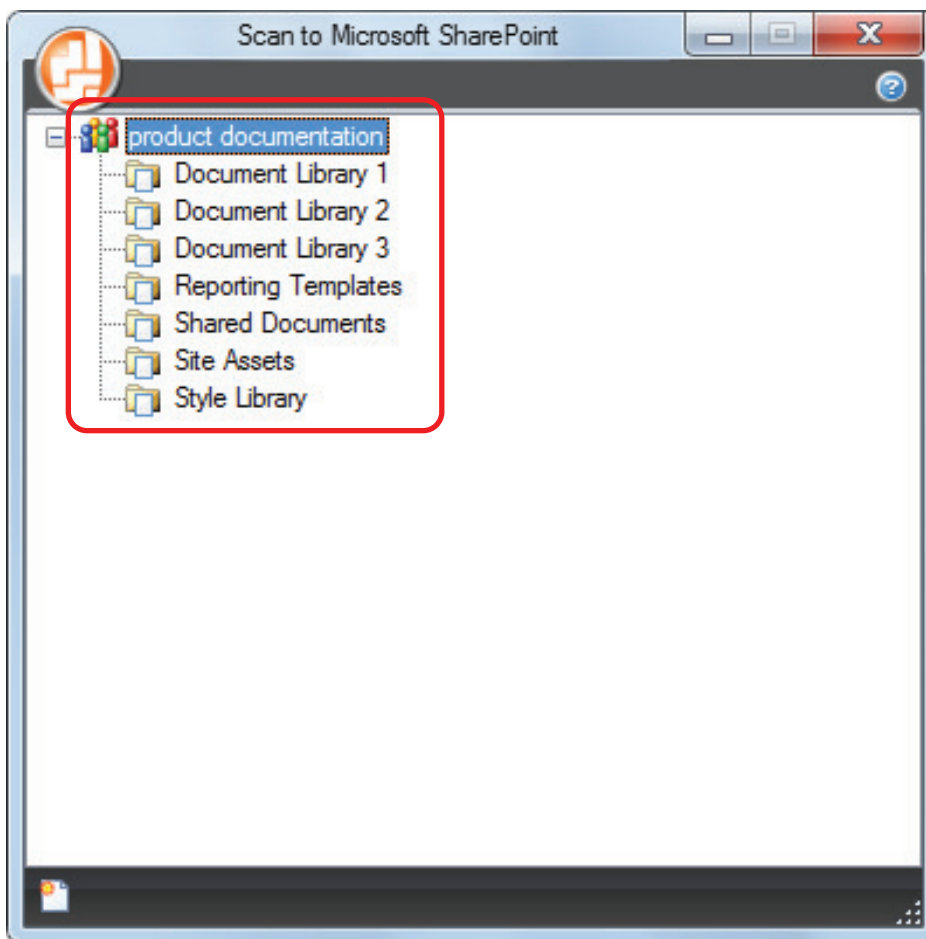 Scan to Microsoft SharePoint
product documentation
Document Library 1
Document Library 2
Document Library 3
Reporting Templates
Shared Documents
Site Assets
Style Library